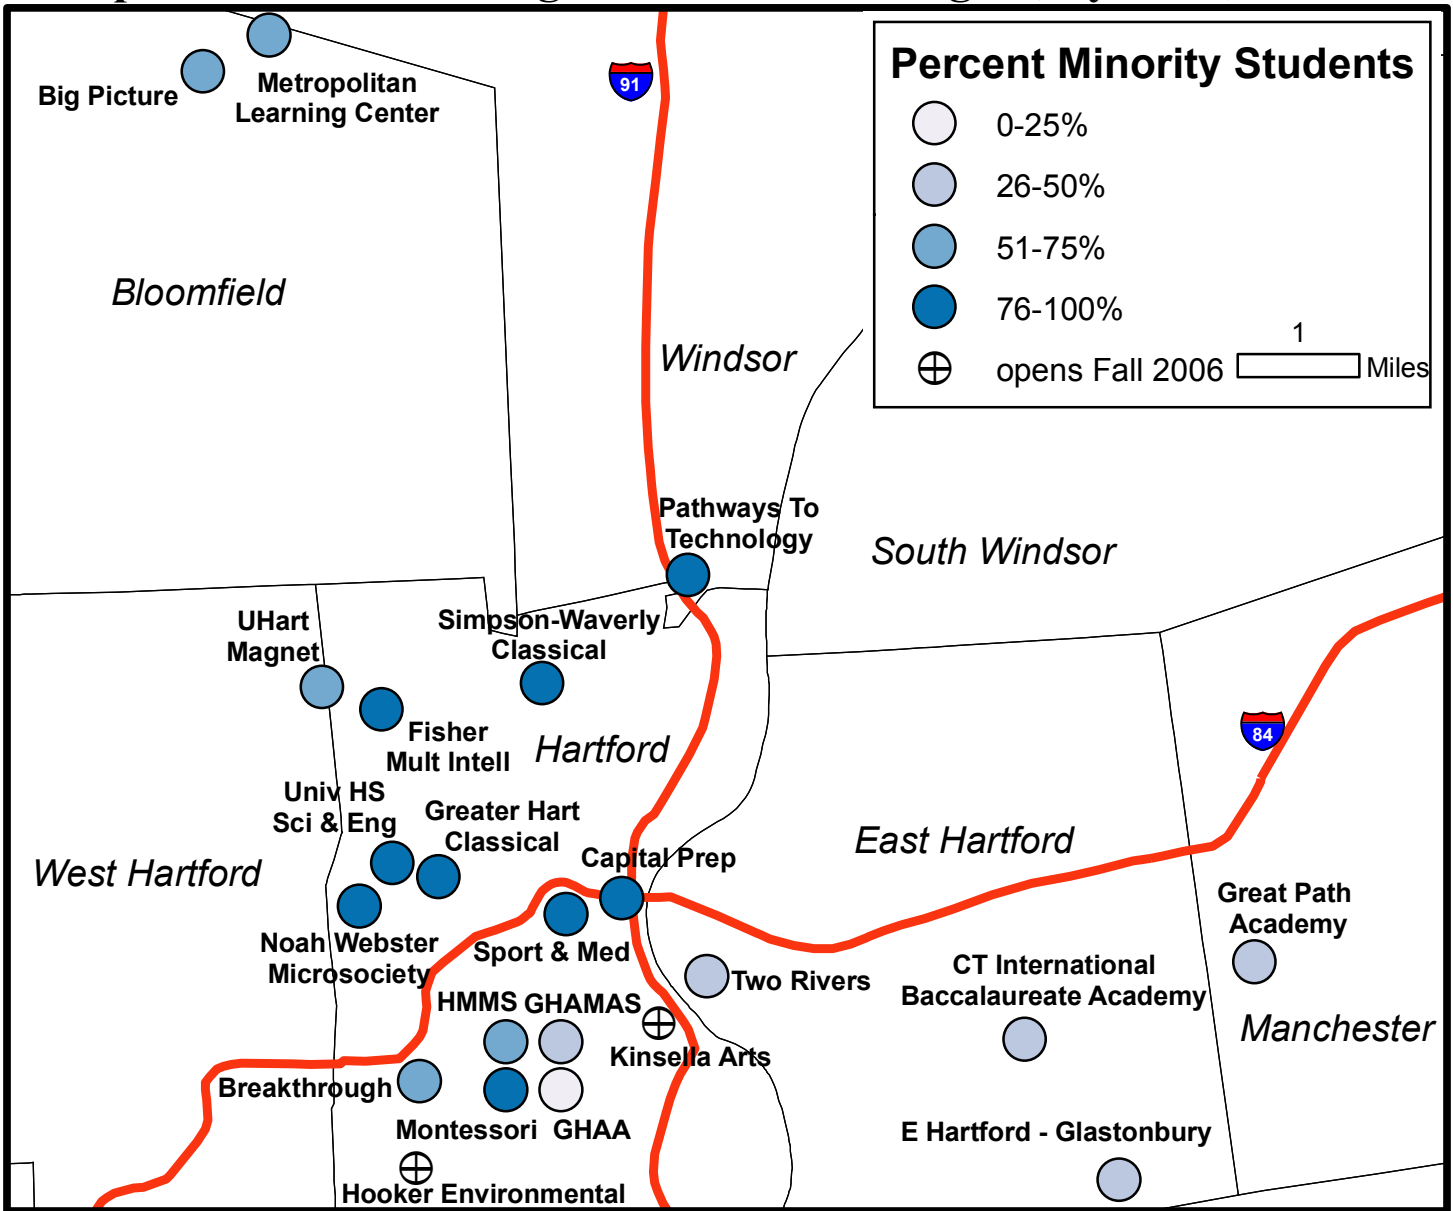 Percent Minority Students
0-25%
26-50%
51-75%
76-100%
opens Fall 2006
1
Miles
91
Big Picture
Metropolitan
Learning Center
Bloomfield
Windsor
Pathways To
Technology
South Windsor
UHart
Magnet
Simpson-Waverly
Classical
Fisher
Mult Intell
Hartford
84
Univ HS
Sci & Eng
Greater Hart
Classical
Capital Prep
East Hartford
West Hartford
Great Path
Academy
Noah Webster
Microsociety
Sport & Med
Two Rivers
CT International
Baccalaureate Academy
HMMS
GHAMAS
Kinsella Arts
Manchester
Breakthrough
Montessori
GHAA
E Hartford - Glastonbury
Hooker Environmental